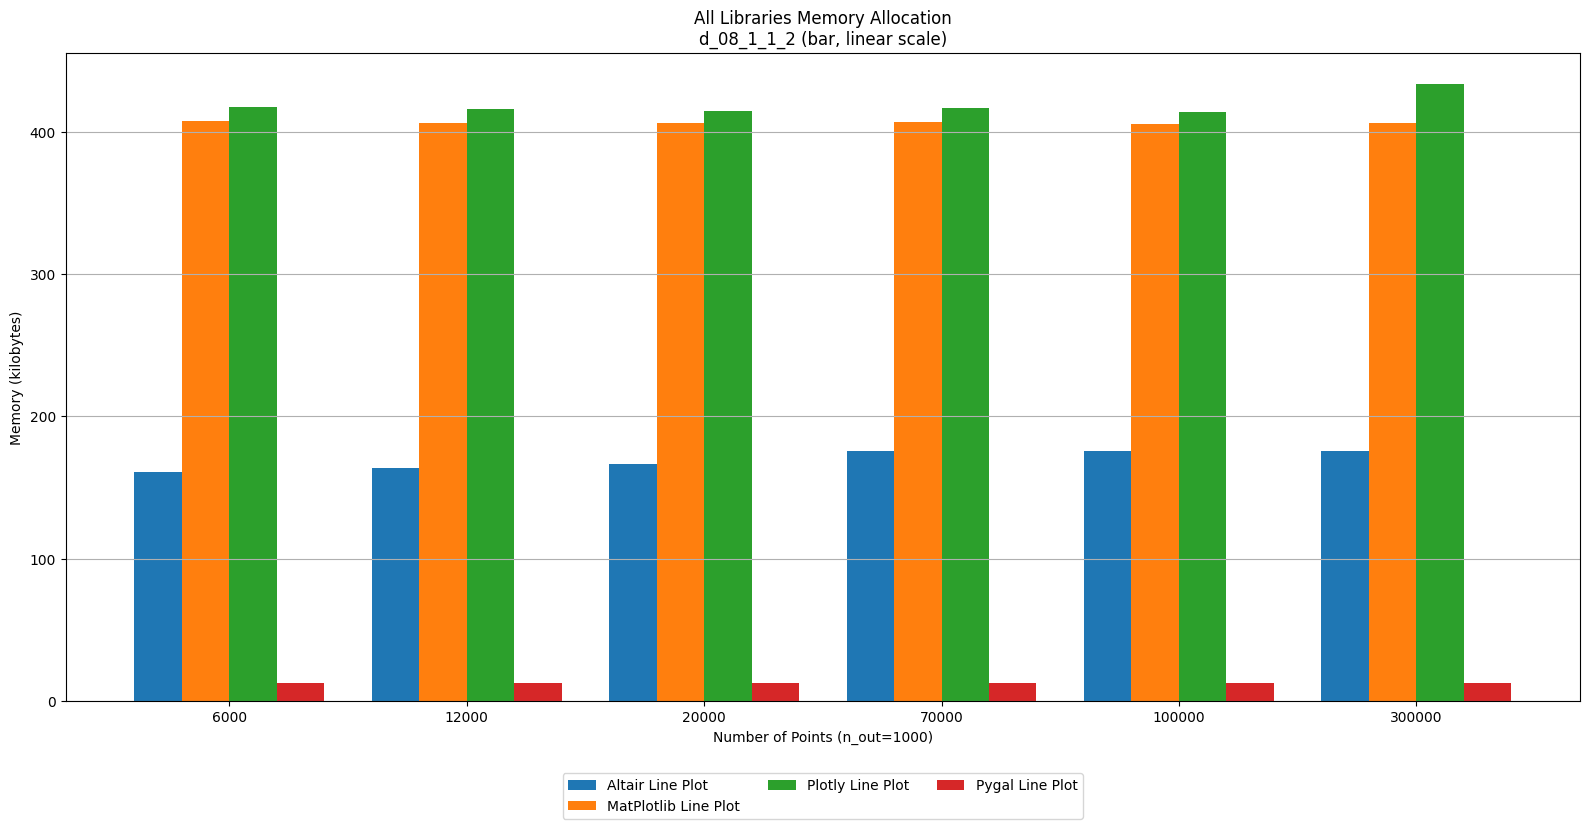 All Libraries Memory Allocation
d_08_1_1_2 (bar, linear scale)
Memory (kilobytes)
400
300
200
100
0
6000 12000 20000 70000 100000 300000
Number of Points (n_out=1000)
Altair Line Plot Plotly Line Plot Pygal Line Plot
MatPlotlib Line Plot